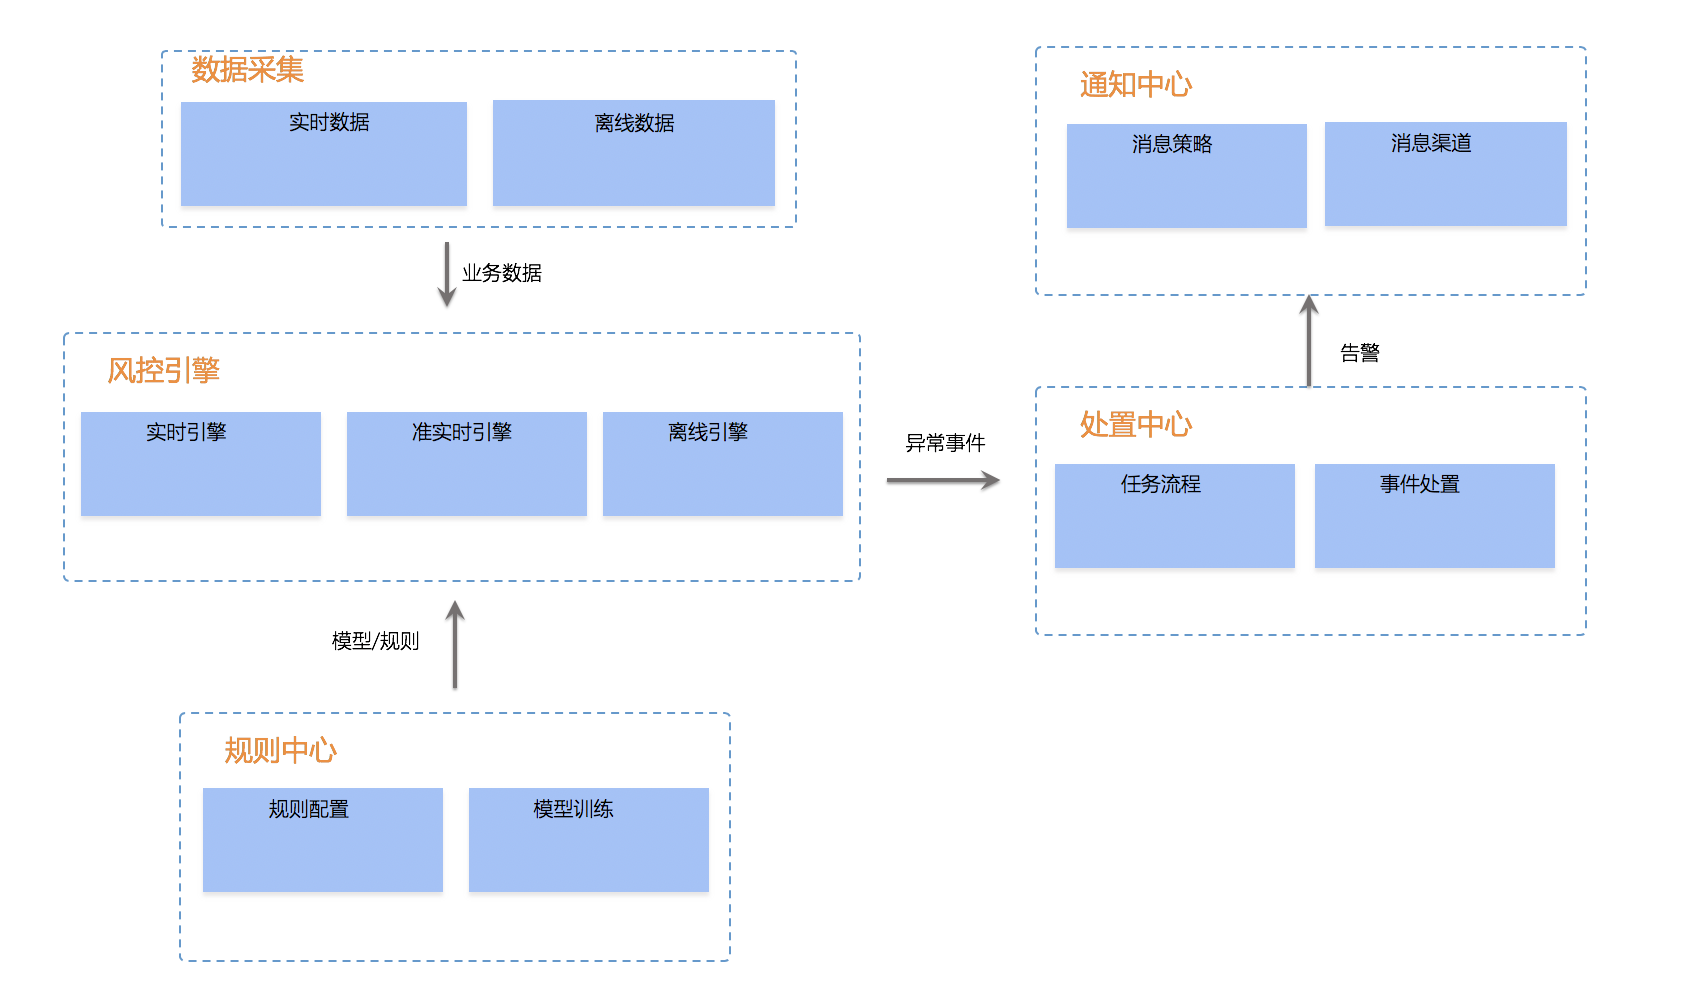 数据采集
实时数据
离线数据
业务数据
风控引擎
实时引擎
准实时引擎
离线引擎
模型/规则
规则中心
规则配置
模型训练
异常事件
通知中心
消息策略
消息渠道
告警
处置中心
任务流程
事件处置